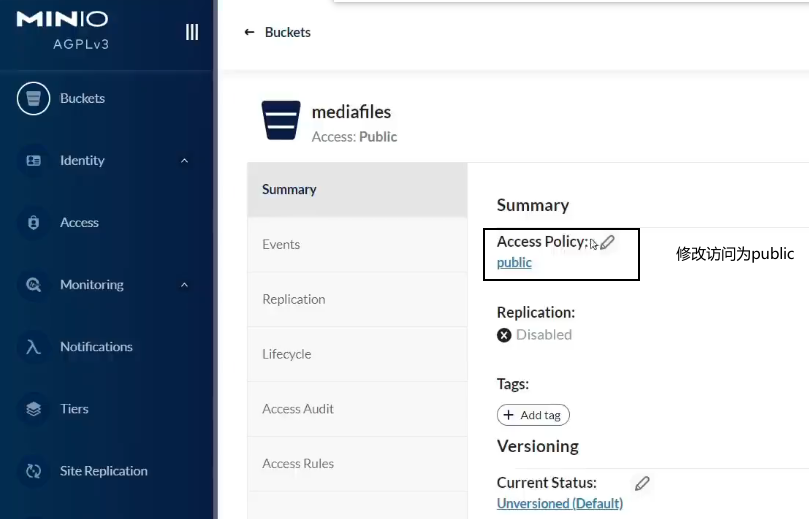 MINIO
AGPLv3
Buckets
Identity
Access
Monitoring
Notifications
Tiers
Site Replication
Buckets
mediafiles
Access: Public
Summary
Events
Replication
Lifecycle
Access Audit
Access Rules
Summary
Access Policy:
public
修改访问为public
Replication:
Disabled
Tags:
+ Add tag
Versioning
Current Status:
Unversioned (Default)